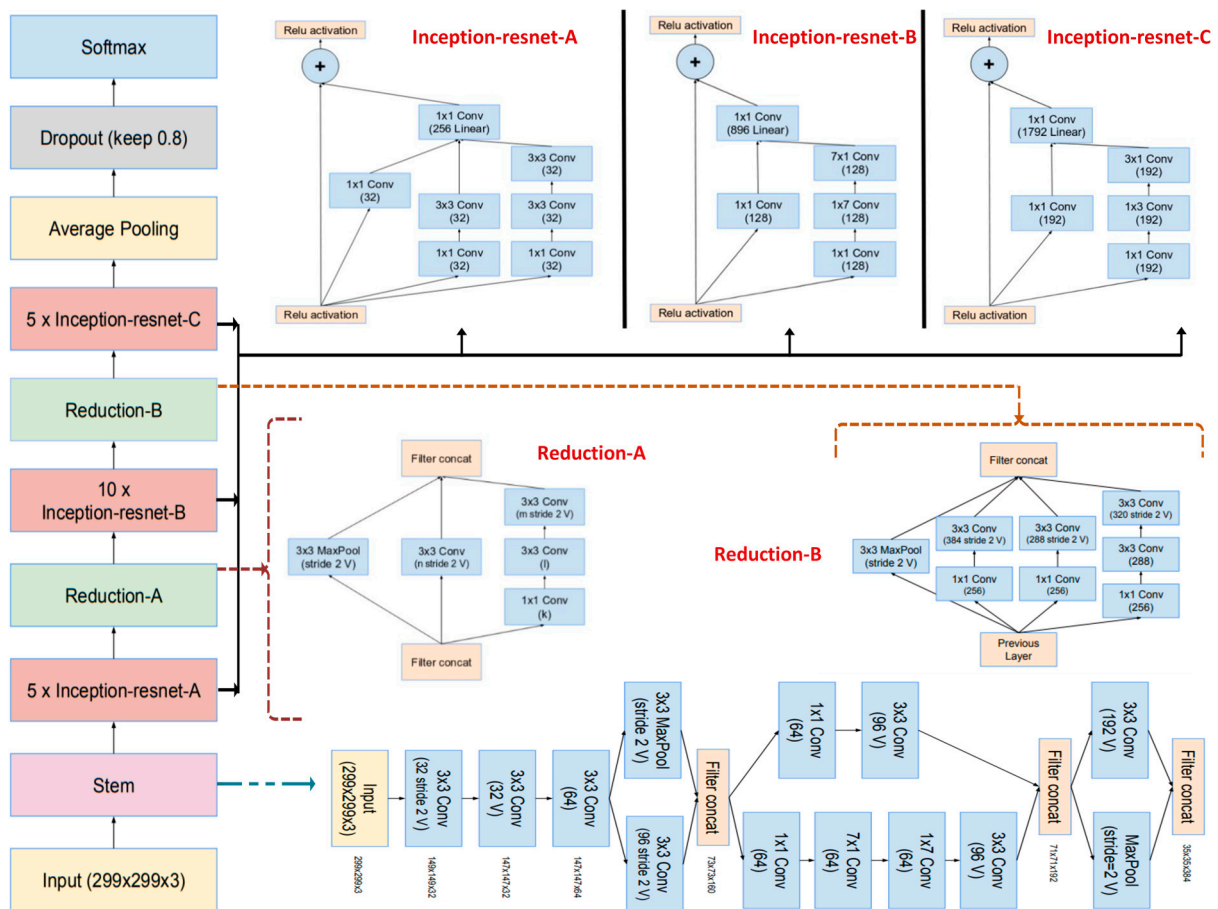 Softmax
Dropout (keep 0.8)
Average Pooling
5 x Inception-resnet-C
Reduction-B
10 x
Inception-resnet-B
Reduction-A
5 x Inception-resnet-A
Stem
Input (299x299x3)
Inception-resnet-A
Relu activation
+
1x1 Conv
(256 Linear)
1x1 Conv
(32)
3x3 Conv
(32)
1x1 Conv
(32)
3x3 Conv
(32)
3x3 Conv
(32)
1x1 Conv
(32)
Relu activation
Inception-resnet-B
Relu activation
+
1x1 Conv
(896 Linear)
1x1 Conv
(128)
7x1 Conv
(128)
1x7 Conv
(128)
1x1 Conv
(128)
Relu activation
Inception-resnet-C
Relu activation
+
1x1 Conv
(1792 Linear)
1x1 Conv
(192)
3x1 Conv
(192)
1x3 Conv
(192)
1x1 Conv
(192)
Relu activation
Reduction-A
Filter concat
3x3 MaxPool
(stride 2 V)
3x3 Conv
(n stride 2 V)
3x3 Conv
(m stride 2 V)
3x3 Conv
(l)
1x1 Conv
(k)
Filter concat
Reduction-B
Filter concat
3x3 MaxPool
(stride 2 V)
3x3 Conv
(384 stride 2 V)
1x1 Conv
(256)
3x3 Conv
(288 stride 2 V)
1x1 Conv
(256)
3x3 Conv
(320 stride 2 V)
3x3 Conv
(288)
1x1 Conv
(256)
Previous
Layer
Input
(299x299x3)
299x299x3
3x3 Conv
(32 stride 2 V)
149x149x32
3x3 Conv
(32 V)
147x147x32
3x3 Conv
(64)
147x147x64
3x3 MaxPool
(stride 2 V)
3x3 Conv
(96 stride 2 V)
Filter concat
73x73x160
1x1 Conv
(64)
3x3 Conv
(96 V)
1x1 Conv
(64)
7x1 Conv
(64)
1x7 Conv
(64)
3x3 Conv
(96 V)
Filter concat
71x71x192
3x3 Conv
(192 V)
MaxPool
(stride=2 V)
Filter concat
35x35x384